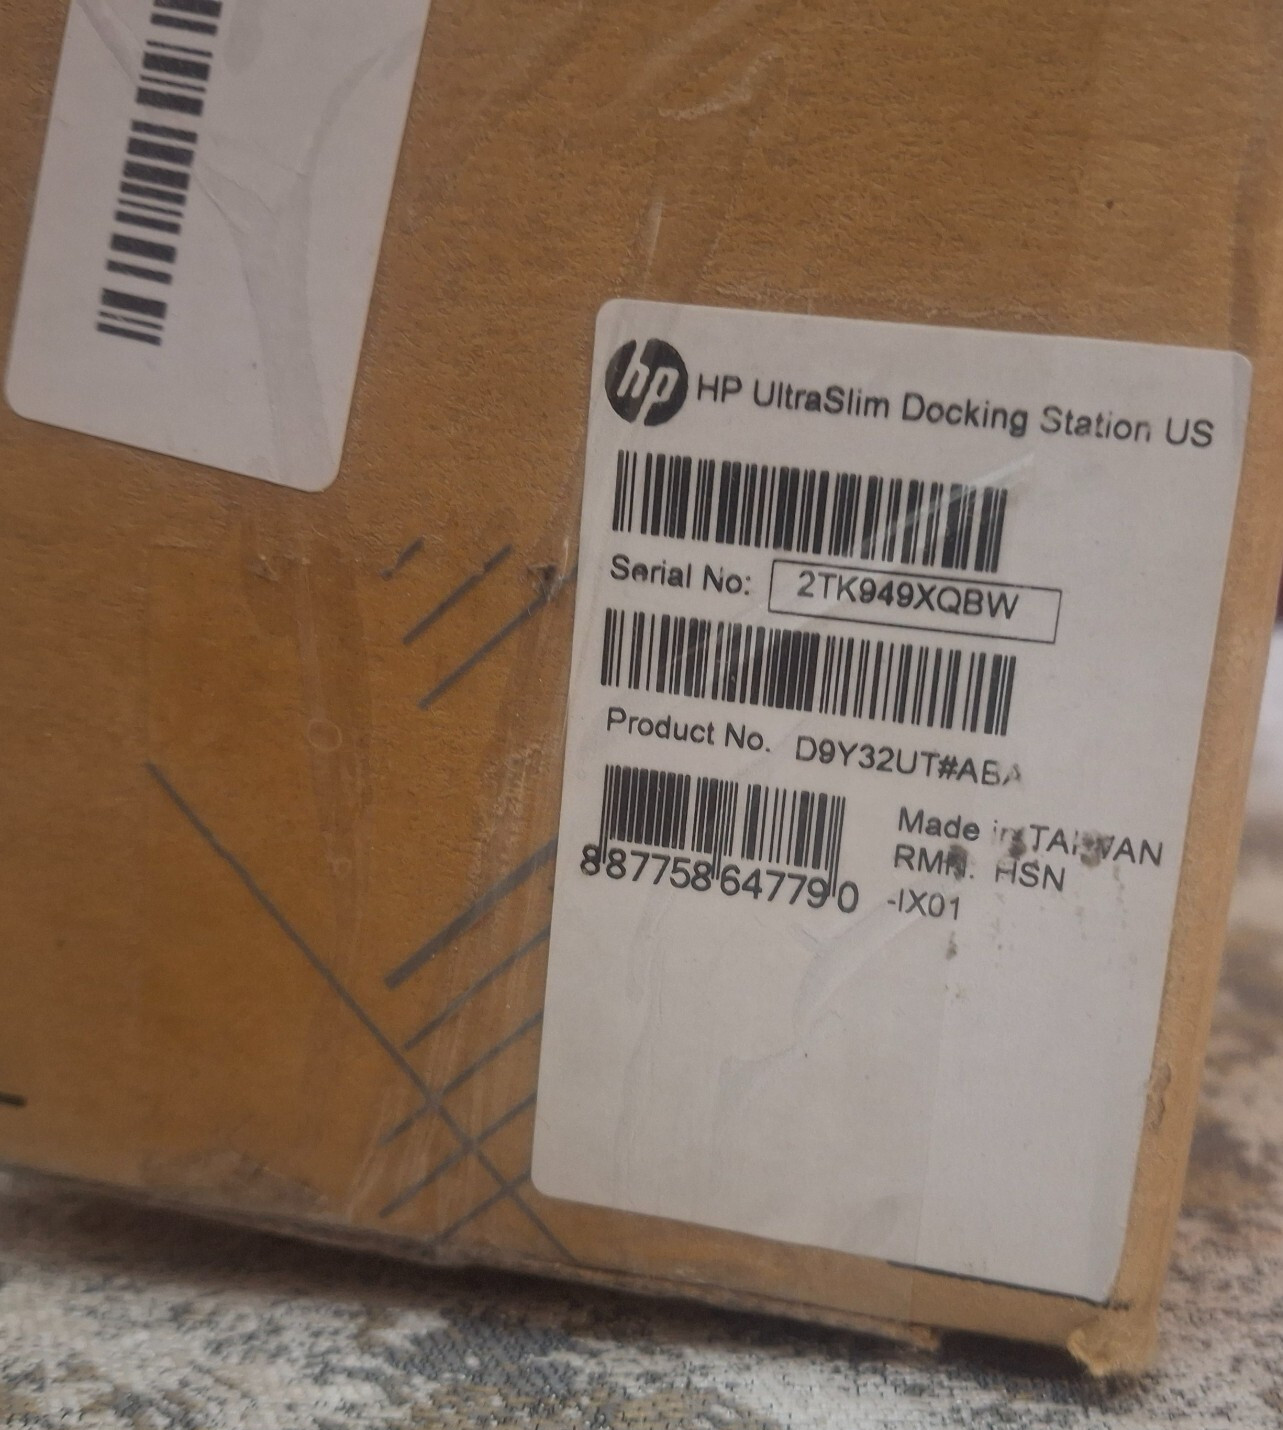 hp HP UltraSlim Docking Station US
Serial No: 2TK949XQBW
Product No. D9Y32UT#ABA
887758647790
Made in TAIWAN
RMN. HSN
-IX01